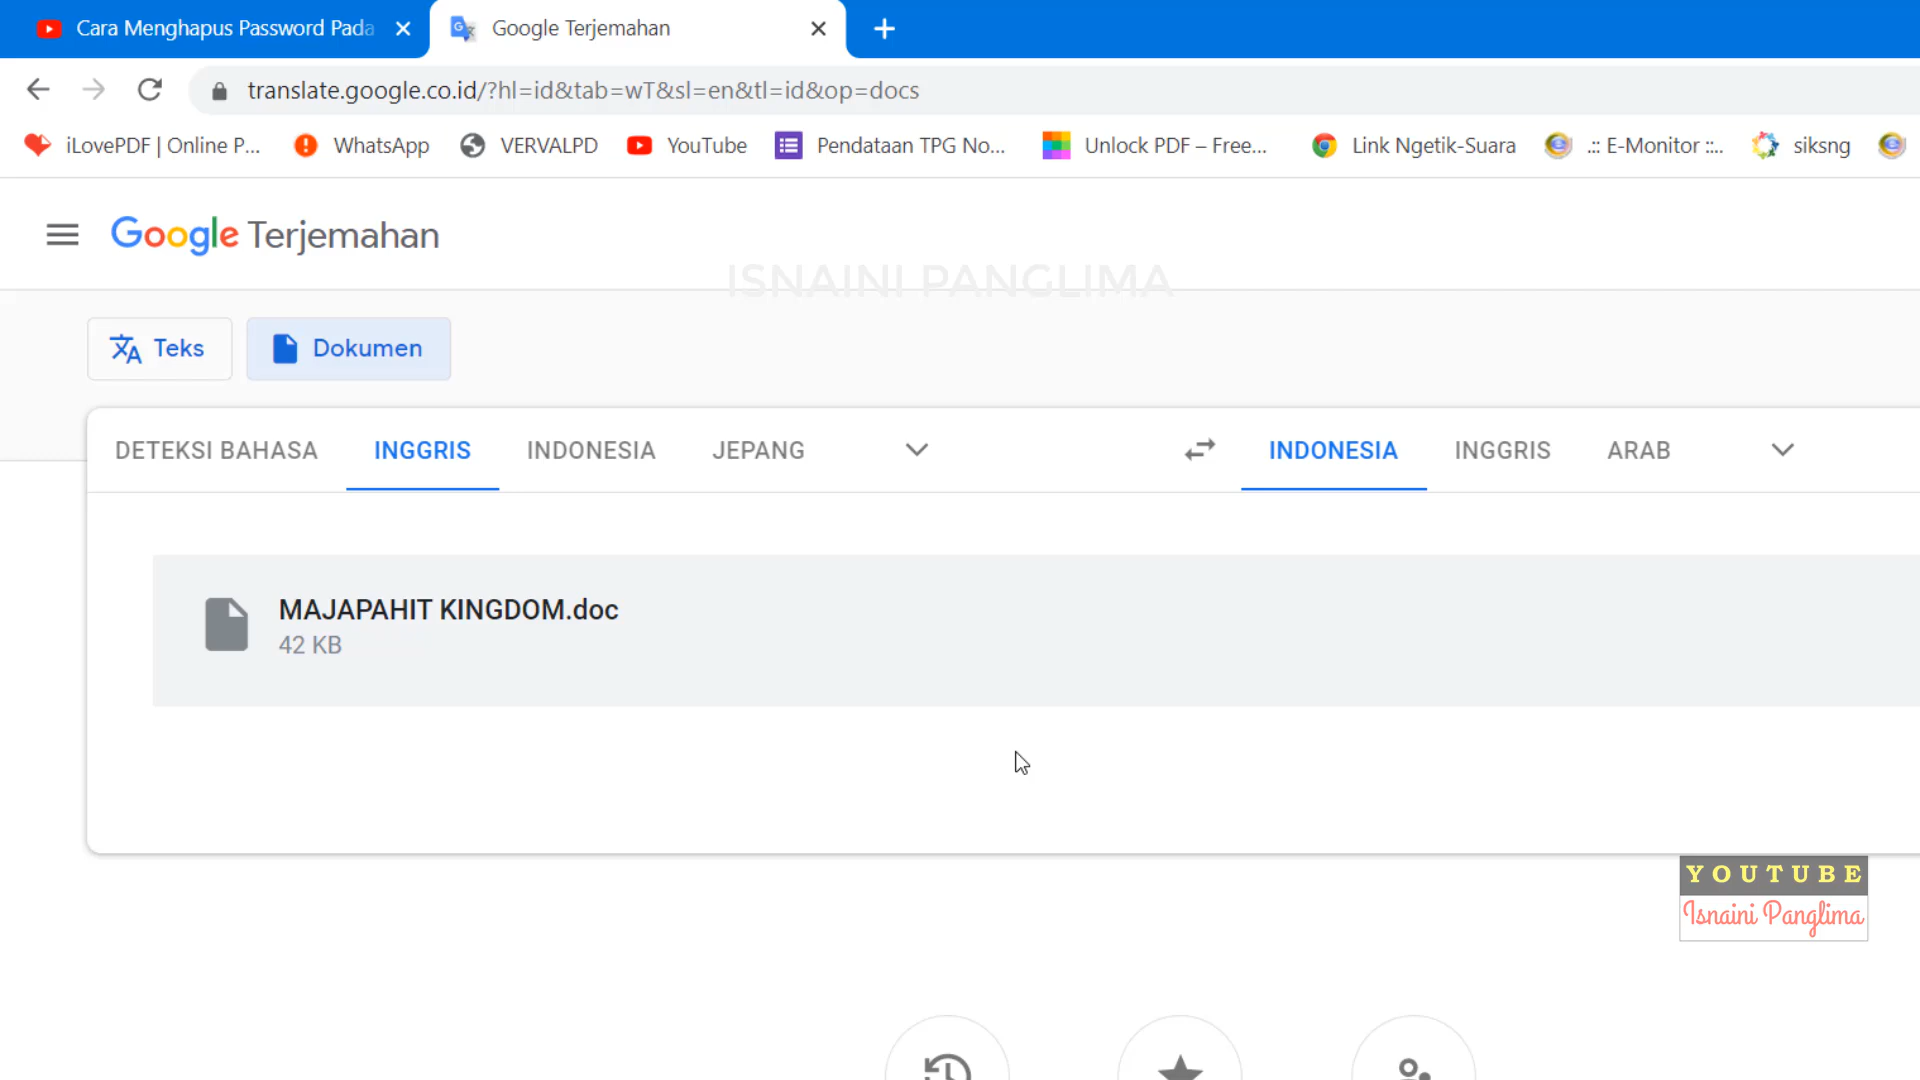 Cara Menghapus Password Pada
Google Terjemahan
translate.google.co.id/?hl=id&tab=wT&sl=en&tl=id&op=docs
iLovePDF | Online P... WhatsApp VERVALPD YouTube Pendataan TPG No... Unlock PDF – Free... Link Ngetik-Suara .:: E-Monitor ::.. siksng
Google Terjemahan
ISNAINI PANGLIMA
Teks Dokumen
DETEKSI BAHASA INGGRIS INDONESIA JEPANG INDONESIA INGGRIS ARAB
MAJAPAHIT KINGDOM.doc
42 KB
YOUTUBE
Isnaini Panglima